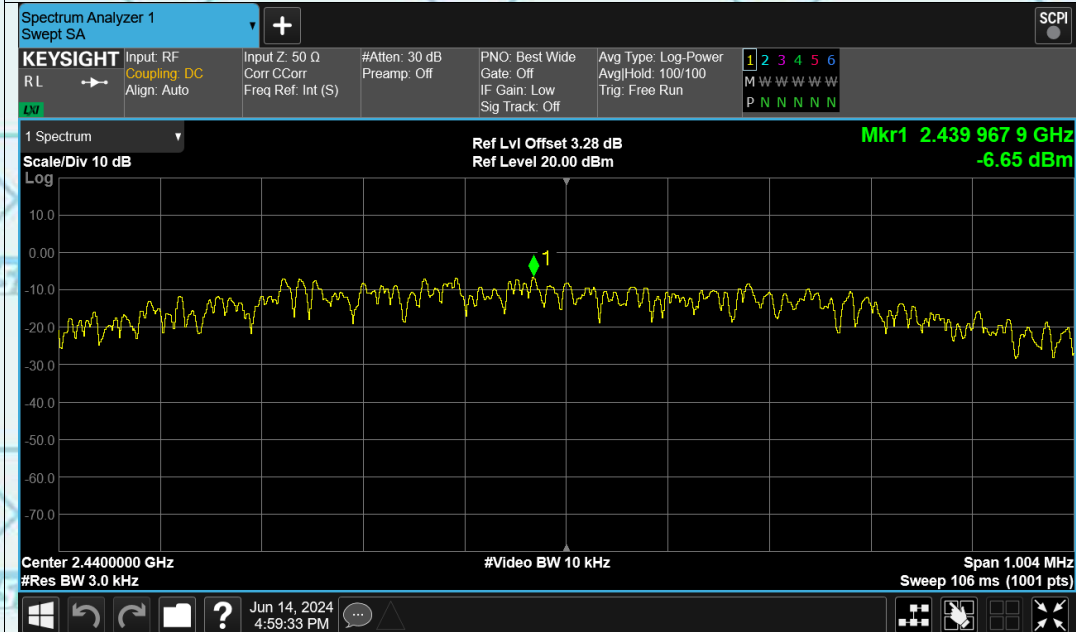 Spectrum Analyzer 1
Swept SA
+
SCPI
KEYSIGHT
R L
LXI
Input: RF
Coupling: DC
Align: Auto
Input Z: 50 Ω
Corr CCorr
Freq Ref: Int (S)
#Atten: 30 dB
Preamp: Off
PNO: Best Wide
Gate: Off
IF Gain: Low
Sig Track: Off
Avg Type: Log-Power
Avg|Hold: 100/100
Trig: Free Run
1 2 3 4 5 6
M W W W W W
P N N N N N
1 Spectrum
Scale/Div 10 dB
Log
Ref Lvl Offset 3.28 dB
Ref Level 20.00 dBm
Mkr1 2.439 967 9 GHz
-6.65 dBm
10.0
0.00
-10.0
-20.0
-30.0
-40.0
-50.0
-60.0
-70.0
1
Center 2.4400000 GHz
#Res BW 3.0 kHz
#Video BW 10 kHz
Span 1.004 MHz
Sweep 106 ms (1001 pts)
?
Jun 14, 2024
4:59:33 PM